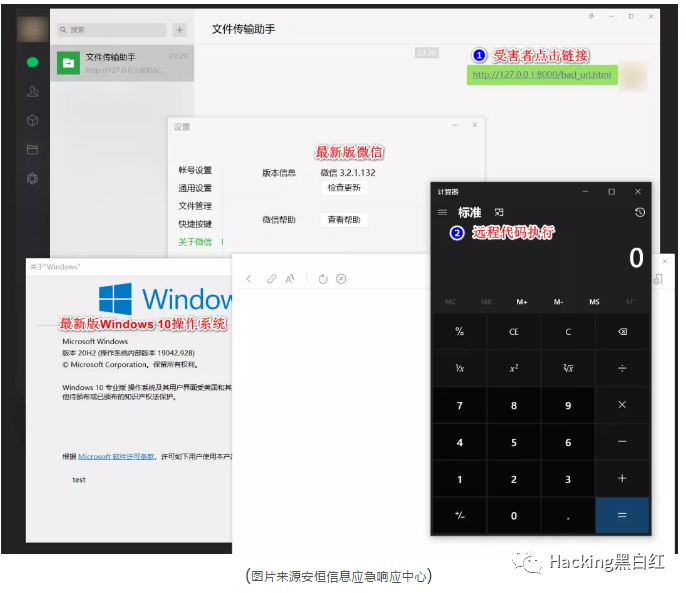 搜索
文件传输助手
文件传输助手
23:29
http://127.0.0.1:8000/...
23:29
1 受害者点击链接
http://127.0.0.1:8000/bad_url.html
设置
最新版微信
帐号设置
版本信息
微信 3.2.1.132
通用设置
检查更新
文件管理
快捷按键
微信帮助
查看帮助
关于微信
计算器
标准
2 远程代码执行
0
MC MR M+ M- MS M˅
% CE C ⌫
¹/x x² ²√x ÷
7 8 9 ×
4 5 6 −
1 2 3 +
+/− 0 . =
关于"Windows"
Window
最新版Windows 10操作系统
Microsoft Windows
版本 20H2 (操作系统内部版本 19042.928)
© Microsoft Corporation。保留所有权利。
Windows 10 专业版 操作系统及其用户界面受美国和其
他待颁布或已颁布的知识产权法保护。
根据 Microsoft 软件许可条款，许可如下用户使用本产品
test
Hacking黑白红
(图片来源安恒信息应急响应中心)